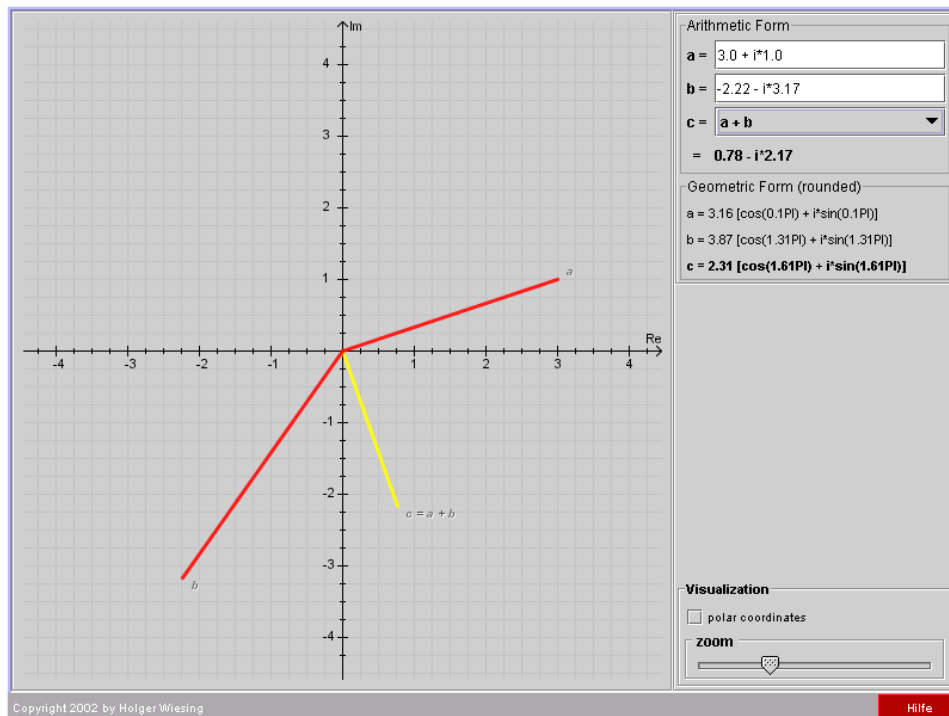 Im
4
3
2
1
a
Re
-4 -3 -2 -1 1 2 3 4
-1
-2
c = a + b
-3
b
-4
Arithmetic Form
a = 3.0 + i*1.0
b = -2.22 - i*3.17
c = a + b
= 0.78 - i*2.17
Geometric Form (rounded)
a = 3.16 [cos(0.1PI) + i*sin(0.1PI)]
b = 3.87 [cos(1.31PI) + i*sin(1.31PI)]
c = 2.31 [cos(1.61PI) + i*sin(1.61PI)]
Visualization
polar coordinates
zoom
Copyright 2002 by Holger Wiesing
Hilfe